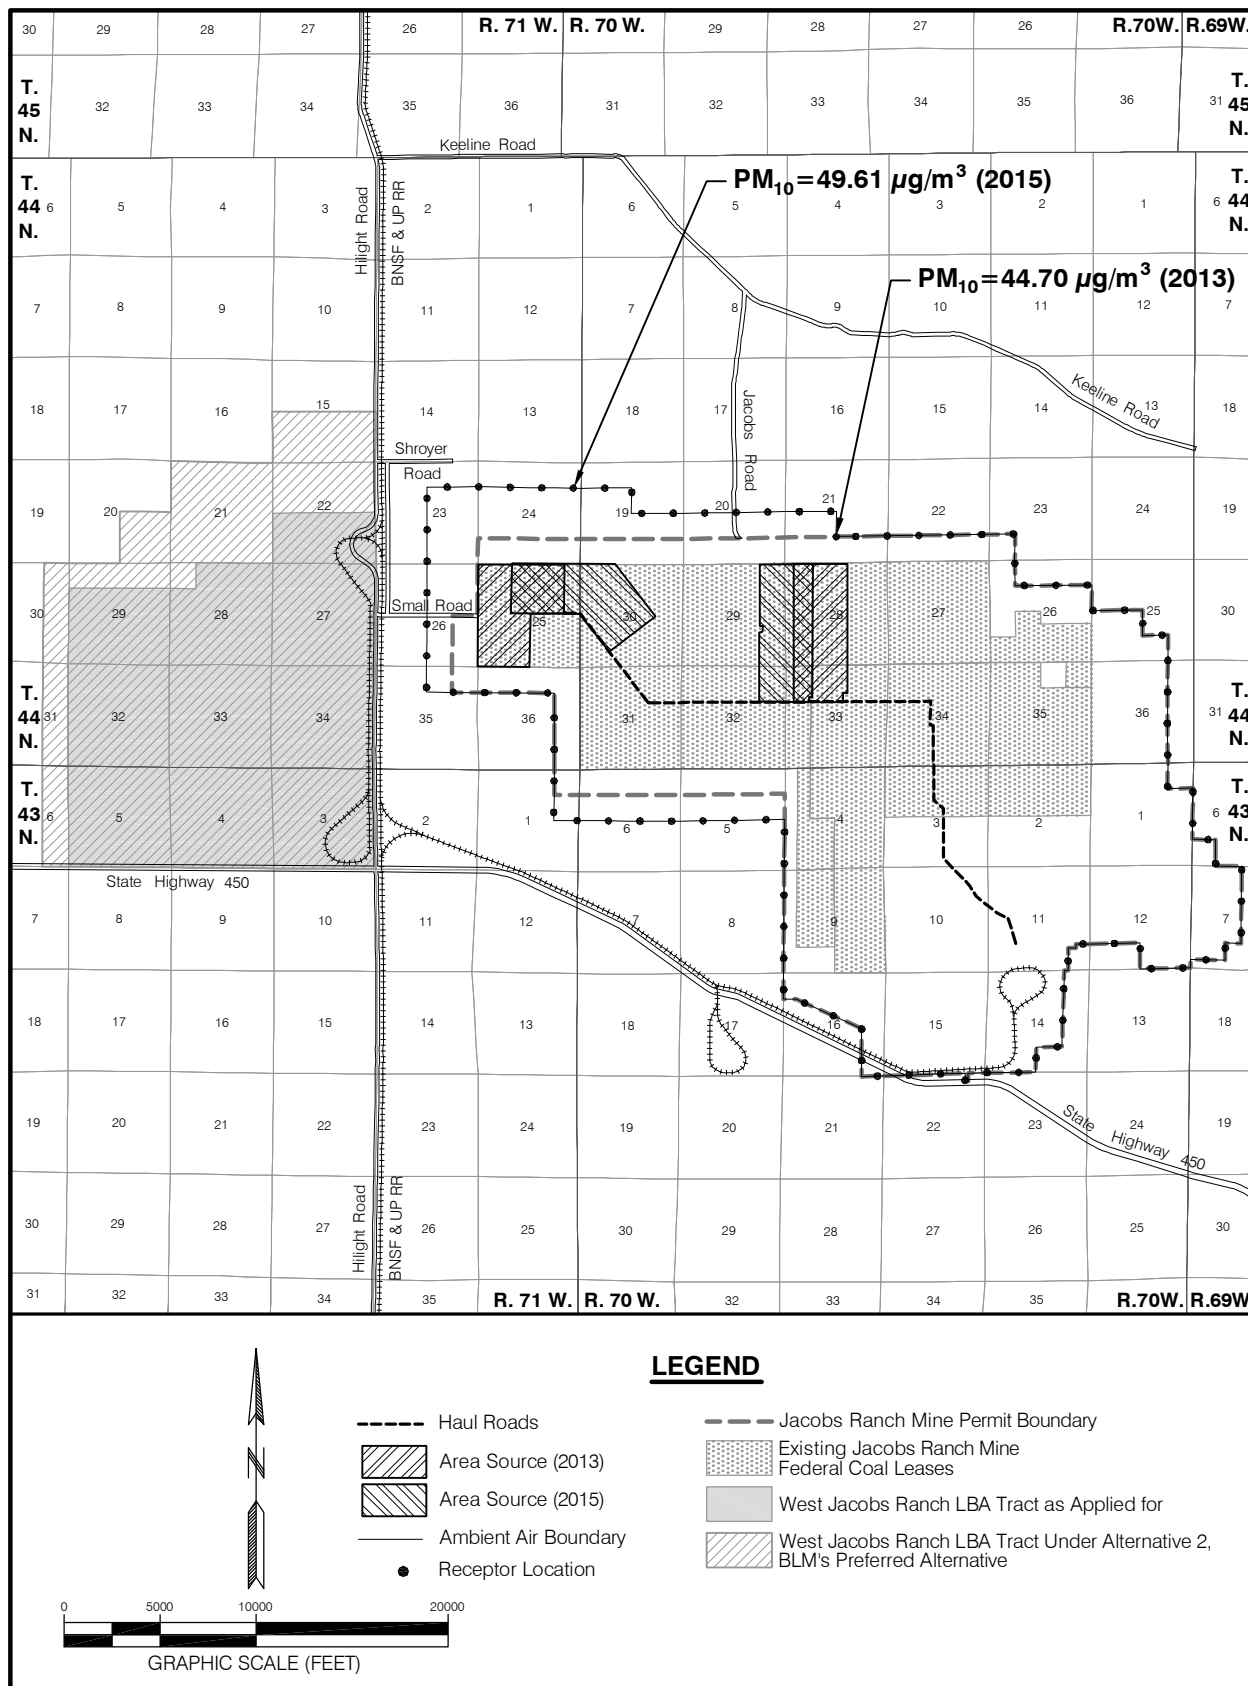 30 29 28 27 26 R. 71 W. R. 70 W. 29 28 27 26 R.70W. R.69W.
T. 45 N. 32 33 34 35 36 31 32 33 34 35 36 31 T. 45 N.
Keeline Road
T. 44 N. 6 5 4 3 2 1 6 5 4 3 2 1 6 T. 44 N.
PM10=49.61 µg/m3 (2015)
Hilight Road
BNSF & UP RR
PM10=44.70 µg/m3 (2013)
7 8 9 10 11 12 7 8 9 10 11 12 7
Jacobs Road
Keeline Road
18 17 16 15 14 13 18 17 16 15 14 13 18
Shroyer
Road
19 20 21 22 23 24 19 20 21 22 23 24 19
Small Road
30 29 28 27 26 25 30 29 28 27 26 25 30
T. 44 N. 31 32 33 34 35 36 31 32 33 34 35 36 31 T. 44 N.
T. 43 N. 6 5 4 3 2 1 6 5 4 3 2 1 6 T. 43 N.
State Highway 450
7 8 9 10 11 12 7 8 9 10 11 12 7
18 17 16 15 14 13 18 17 16 15 14 13 18
19 20 21 22 23 24 19 20 21 22 23 24 19
State Highway 450
Hilight Road
BNSF & UP RR
30 29 28 27 26 25 30 29 28 27 26 25 30
31 32 33 34 35 R. 71 W. R. 70 W. 32 33 34 35 R.70W. R.69W
LEGEND
Haul Roads
Area Source (2013)
Area Source (2015)
Ambient Air Boundary
Receptor Location
Jacobs Ranch Mine Permit Boundary
Existing Jacobs Ranch Mine
Federal Coal Leases
West Jacobs Ranch LBA Tract as Applied for
West Jacobs Ranch LBA Tract Under Alternative 2,
BLM's Preferred Alternative
N
0 5000 10000 20000
GRAPHIC SCALE (FEET)